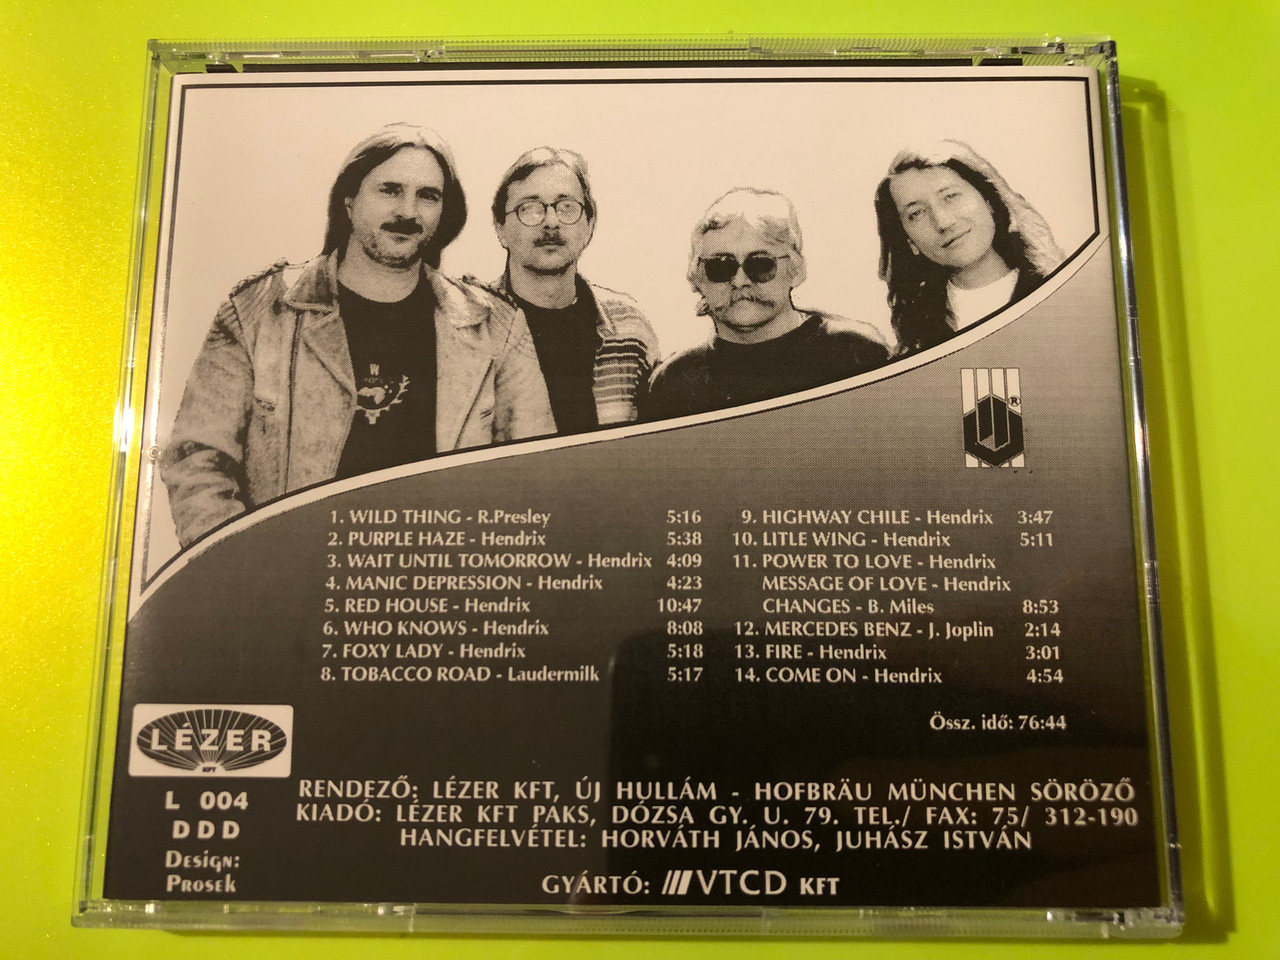 1. WILD THING - R.Presley 5:16
2. PURPLE HAZE - Hendrix 5:38
3. WAIT UNTIL TOMORROW - Hendrix 4:09
4. MANIC DEPRESSION - Hendrix 4:23
5. RED HOUSE - Hendrix 10:47
6. WHO KNOWS - Hendrix 8:08
7. FOXY LADY - Hendrix 5:18
8. TOBACCO ROAD - Laudermilk 5:17
9. HIGHWAY CHILE - Hendrix 3:47
10. LITLE WING - Hendrix 5:11
11. POWER TO LOVE - Hendrix
MESSAGE OF LOVE - Hendrix
CHANGES - B. Miles 8:53
12. MERCEDES BENZ - J. Joplin 2:14
13. FIRE - Hendrix 3:01
14. COME ON - Hendrix 4:54
Össz. idő: 76:44
LÉZER
KFT
L 004
DDD
Design:
Prosek
RENDEZŐ: LÉZER KFT, ÚJ HULLÁM - HOFBRÄU MÜNCHEN SÖRÖZŐ
KIADÓ: LÉZER KFT PAKS, DÓZSA GY. U. 79. TEL./ FAX: 75/ 312-190
HANGFELVÉTEL: HORVÁTH JÁNOS, JUHÁSZ ISTVÁN
GYÁRTÓ: VTCD KFT
®